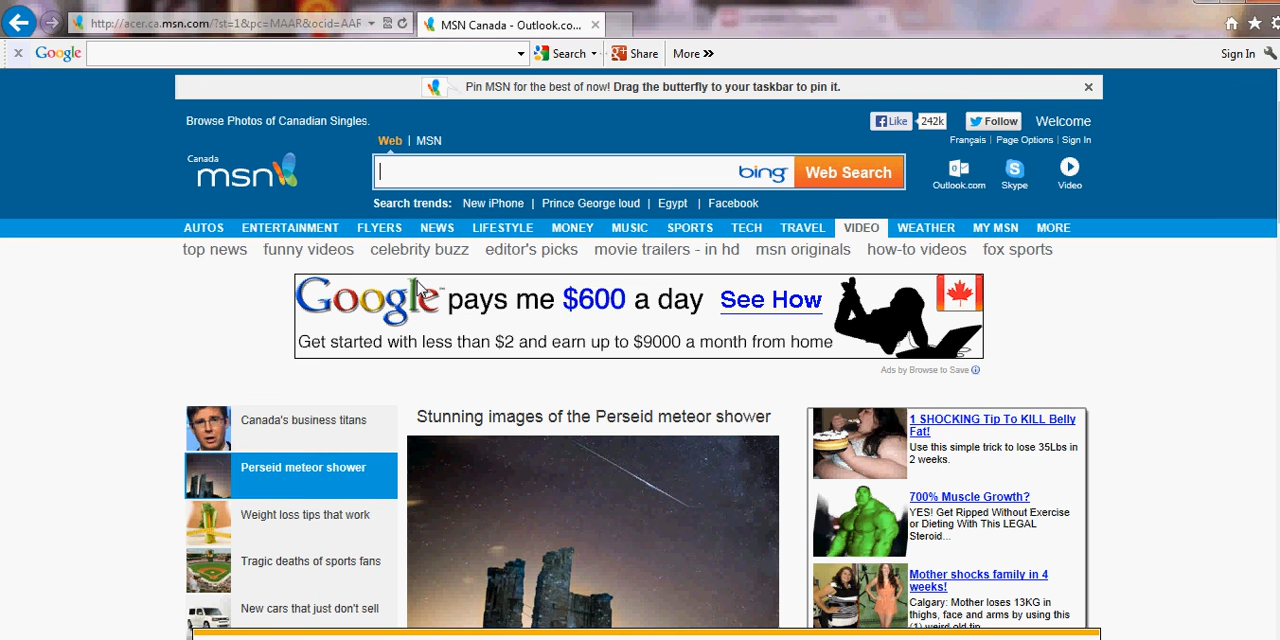 http://acer.ca.msn.com/?st=1&pc=MAAR&ocid=AAR
MSN Canada - Outlook.co...
x Google Search Share More » Sign In
Pin MSN for the best of now! Drag the butterfly to your taskbar to pin it.
Browse Photos of Canadian Singles.
Like 242k Follow Welcome
Web | MSN
Français | Page Options | Sign In
Canada
msn
bing Web Search
Outlook.com Skype Video
Search trends: New iPhone | Prince George loud | Egypt | Facebook
AUTOS ENTERTAINMENT FLYERS NEWS LIFESTYLE MONEY MUSIC SPORTS TECH TRAVEL VIDEO WEATHER MY MSN MORE
top news funny videos celebrity buzz editor's picks movie trailers - in hd msn originals how-to videos fox sports
Google™ pays me $600 a day See How
Get started with less than $2 and earn up to $9000 a month from home
Ads by Browse to Save
Canada's business titans
Perseid meteor shower
Weight loss tips that work
Tragic deaths of sports fans
New cars that just don't sell
Stunning images of the Perseid meteor shower
1 SHOCKING Tip To KILL Belly
Fat!
Use this simple trick to lose 35Lbs in
2 weeks.
700% Muscle Growth?
YES! Get Ripped Without Exercise
or Dieting With This LEGAL
Steroid...
Mother shocks family in 4
weeks!
Calgary: Mother loses 13KG in
thighs, face and arms by using this
(1) weird old tip